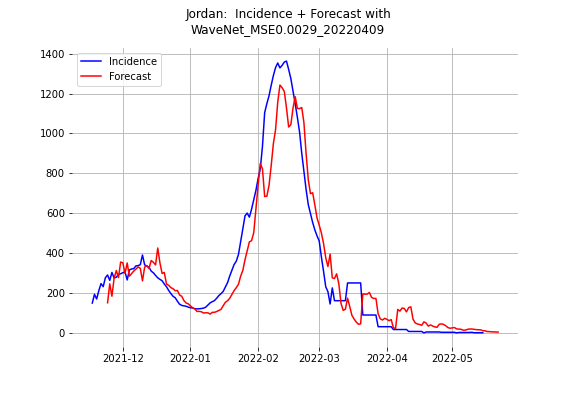 Jordan:  Incidence + Forecast with
WaveNet_MSE0.0029_20220409
1400
1200
1000
800
600
400
200
0
Incidence
Forecast
2021-12 2022-01 2022-02 2022-03 2022-04 2022-05